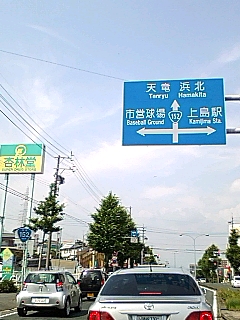 天竜 浜北
Tenryu Hamakita
市営球場
Baseball Ground
152
上島駅
Kamijima Sta.
杏林堂
152